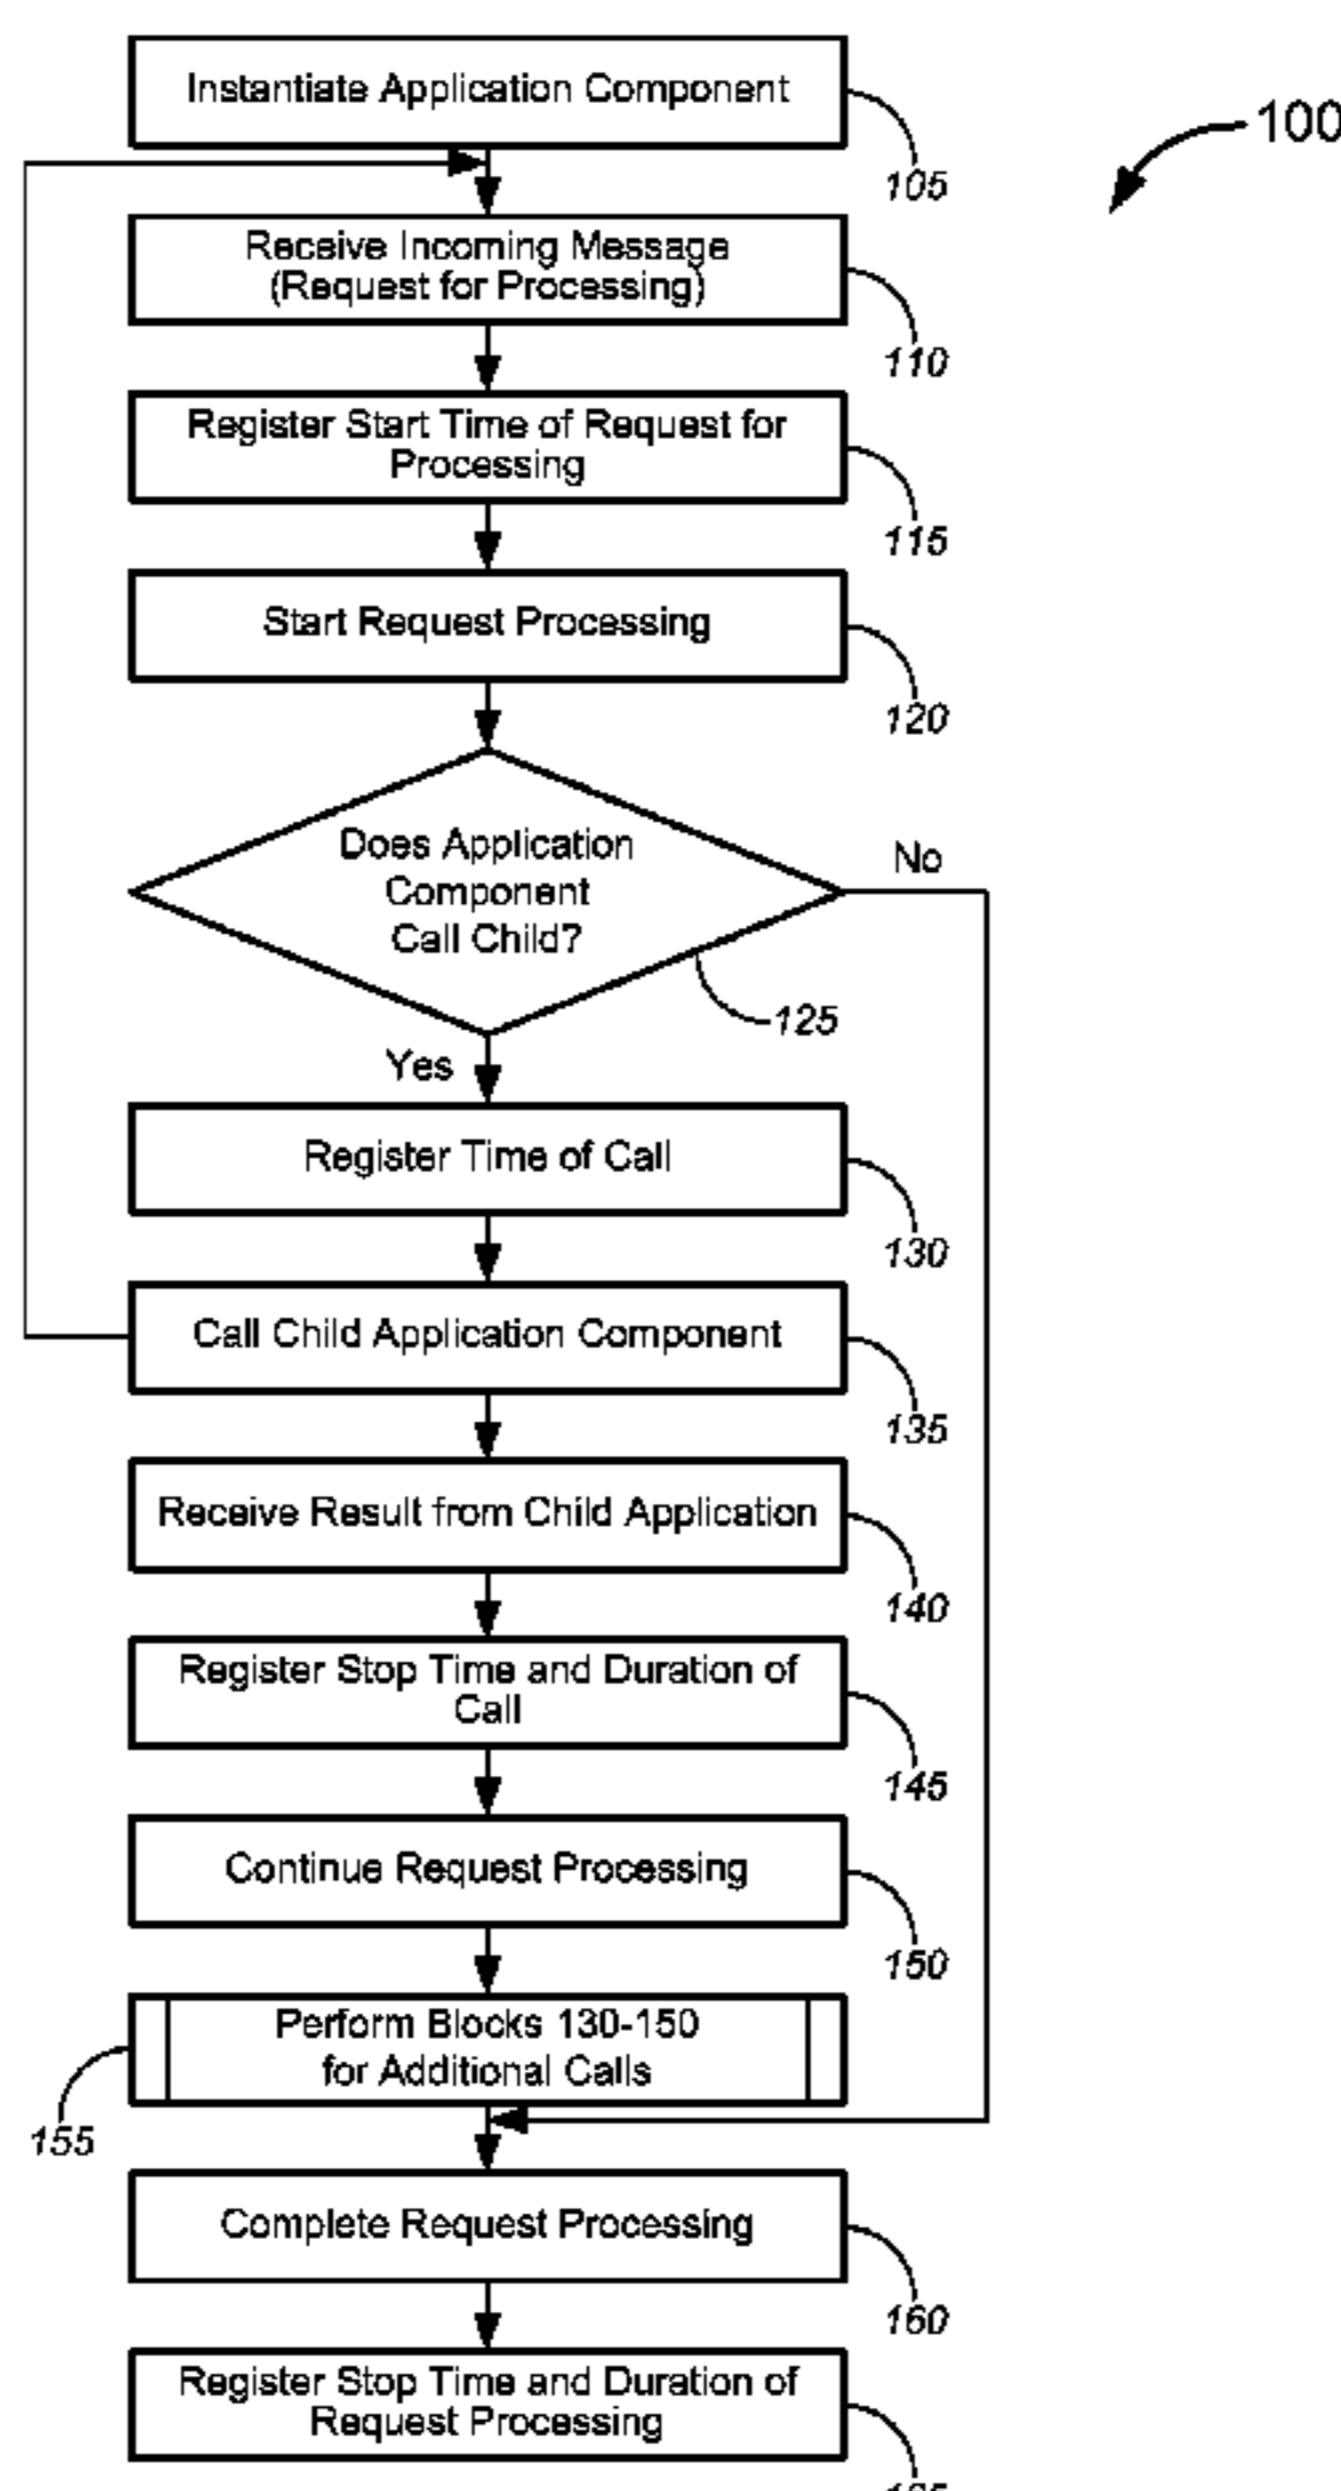 Instantiate Application Component
100
105
Receive Incoming Message
(Request for Processing)
110
Register Start Time of Request for
Processing
115
Start Request Processing
120
Does Application
Component
Call Child?
No
125
Yes
Register Time of Call
130
Call Child Application Component
135
Receive Result from Child Application
140
Register Stop Time and Duration of
Call
145
Continue Request Processing
150
Perform Blocks 130-150
for Additional Calls
155
Complete Request Processing
160
Register Stop Time and Duration of
Request Processing